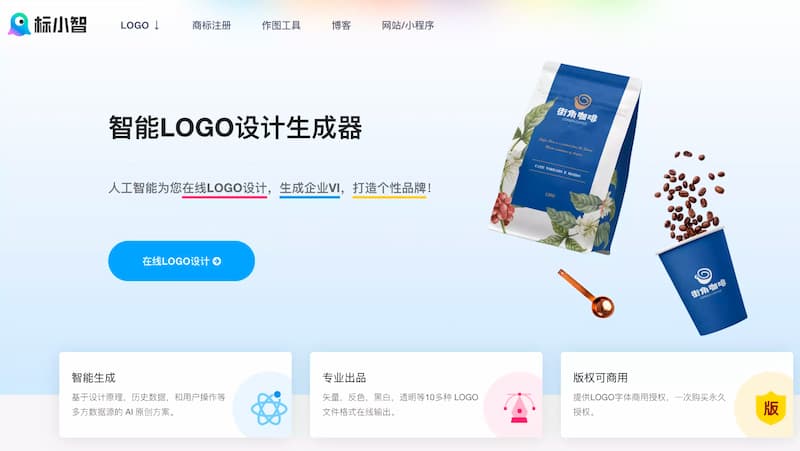 标小智
LOGO ↓
商标注册
作图工具
博客
网站/小程序
智能LOGO设计生成器
人工智能为您在线LOGO设计，生成企业VI，打造个性品牌！
在线LOGO设计
街角咖啡
街角咖啡
智能生成
基于设计原理、历史数据、和用户操作等
多方数据源的 AI 原创方案。
专业出品
矢量、反色、黑白、透明等10多种 LOGO
文件格式在线输出。
版权可商用
提供LOGO字体商用授权，一次购买永久
授权。
版